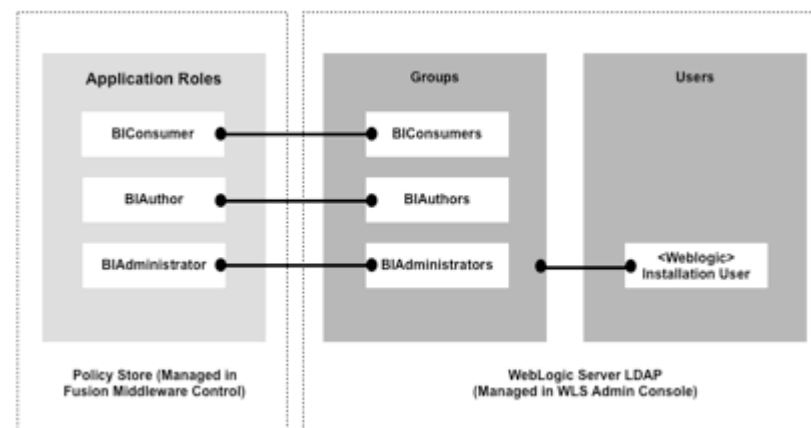 Application Roles
BIConsumer
BIAuthor
BIAdministrator
Policy Store (Managed in
Fusion Middleware Control)
Groups
BIConsumers
BIAuthors
BIAdministrators
Users
<Weblogic>
Installation User
WebLogic Server LDAP
(Managed in WLS Admin Console)